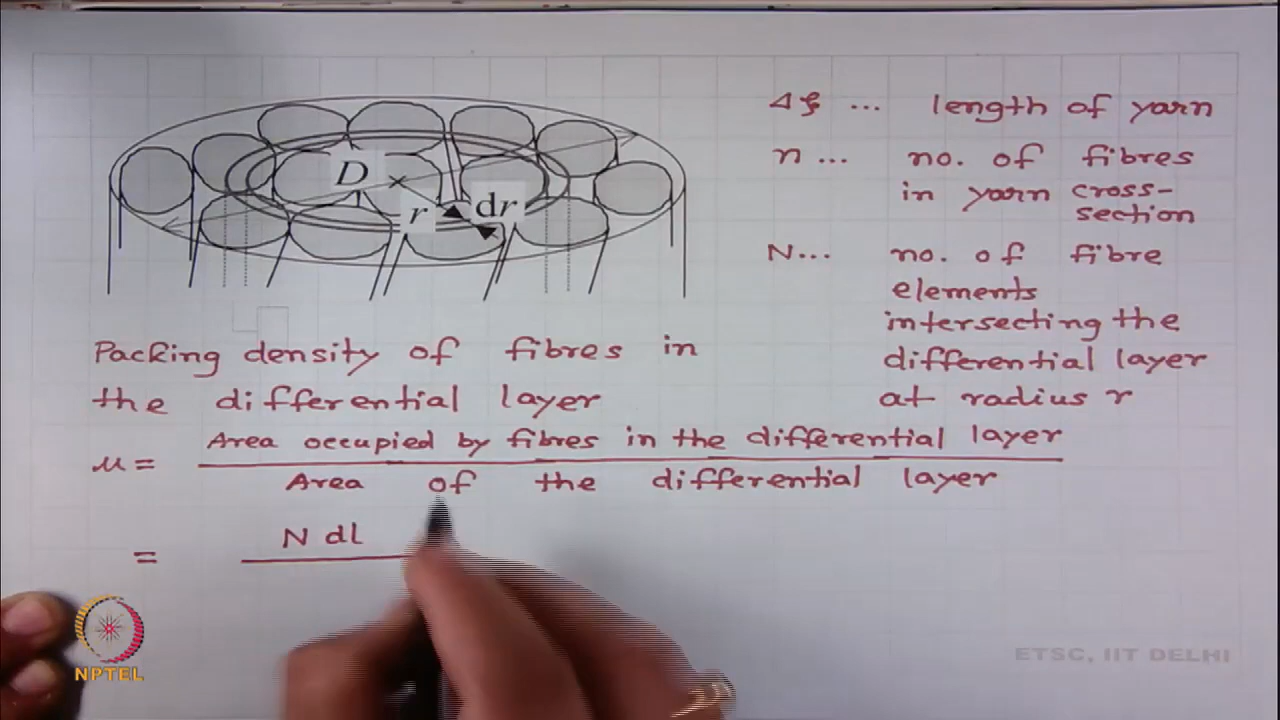 D
r
dr
Δξ ... length of yarn
n ... no. of fibres
in yarn cross-
section
N... no. of fibre
elements
intersecting the
differential layer
at radius r
Packing density of fibres in
the differential layer
μ = Area occupied by fibres in the differential layer
Area of the differential layer
= N dl
NPTEL
ETSC, IIT DELHI